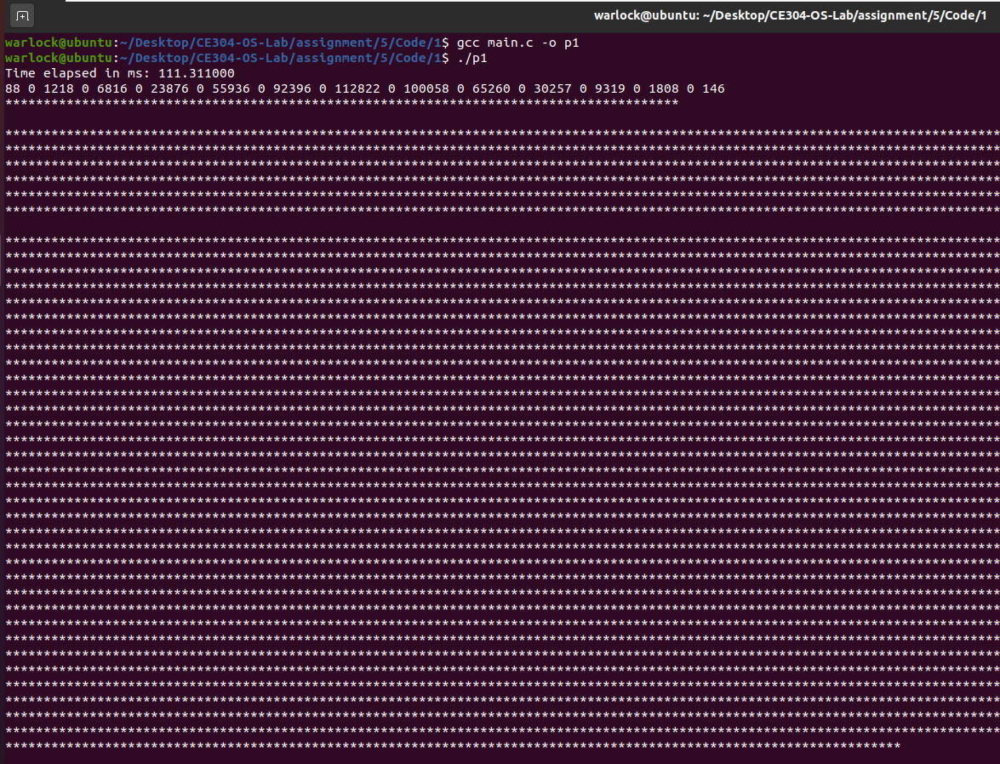 warlock@ubuntu: ~/Desktop/CE304-OS-Lab/assignment/5/Code/1
warlock@ubuntu:~/Desktop/CE304-OS-Lab/assignment/5/Code/1$ gcc main.c -o p1
warlock@ubuntu:~/Desktop/CE304-OS-Lab/assignment/5/Code/1$ ./p1
Time elapsed in ms: 111.311000
88 0 1218 0 6816 0 23876 0 55936 0 92396 0 112822 0 100058 0 65260 0 30257 0 9319 0 1808 0 146